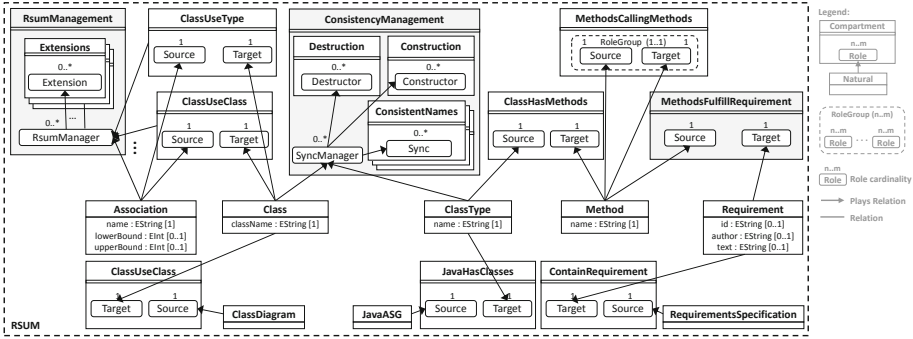 RsumManagement
Extensions
0..*
Extension
...
0..*
RsumManager
ClassUseType
1 1
Source Target
ClassUseClass
1 1
Source Target
⋮
ConsistencyManagement
Destruction
0..*
Destructor
Construction
0..*
Constructor
ConsistentNames
0..*
Sync
0..*
SyncManager
MethodsCallingMethods
1 RoleGroup (1..1) 1
Source Target
ClassHasMethods
1 1
Source Target
MethodsFulfillRequirement
1 1
Source Target
Association
name : EString [1]
lowerBound : EInt [0..1]
upperBound : EInt [0..1]
Class
className : EString [1]
ClassType
name : EString [1]
Method
name : EString [1]
Requirement
id : EString [0..1]
author : EString [0..1]
text : EString [0..1]
ClassUseClass
1 1
Target Source
ClassDiagram
JavaHasClasses
1 1
Source Target
JavaASG
ContainRequirement
1 1
Target Source
RequirementsSpecification
RSUM
Legend:
Compartment
n..m
Role
Natural
RoleGroup (n..m)
n..m n..m
Role ... Role
n..m
Role Role cardinality
Plays Relation
Relation